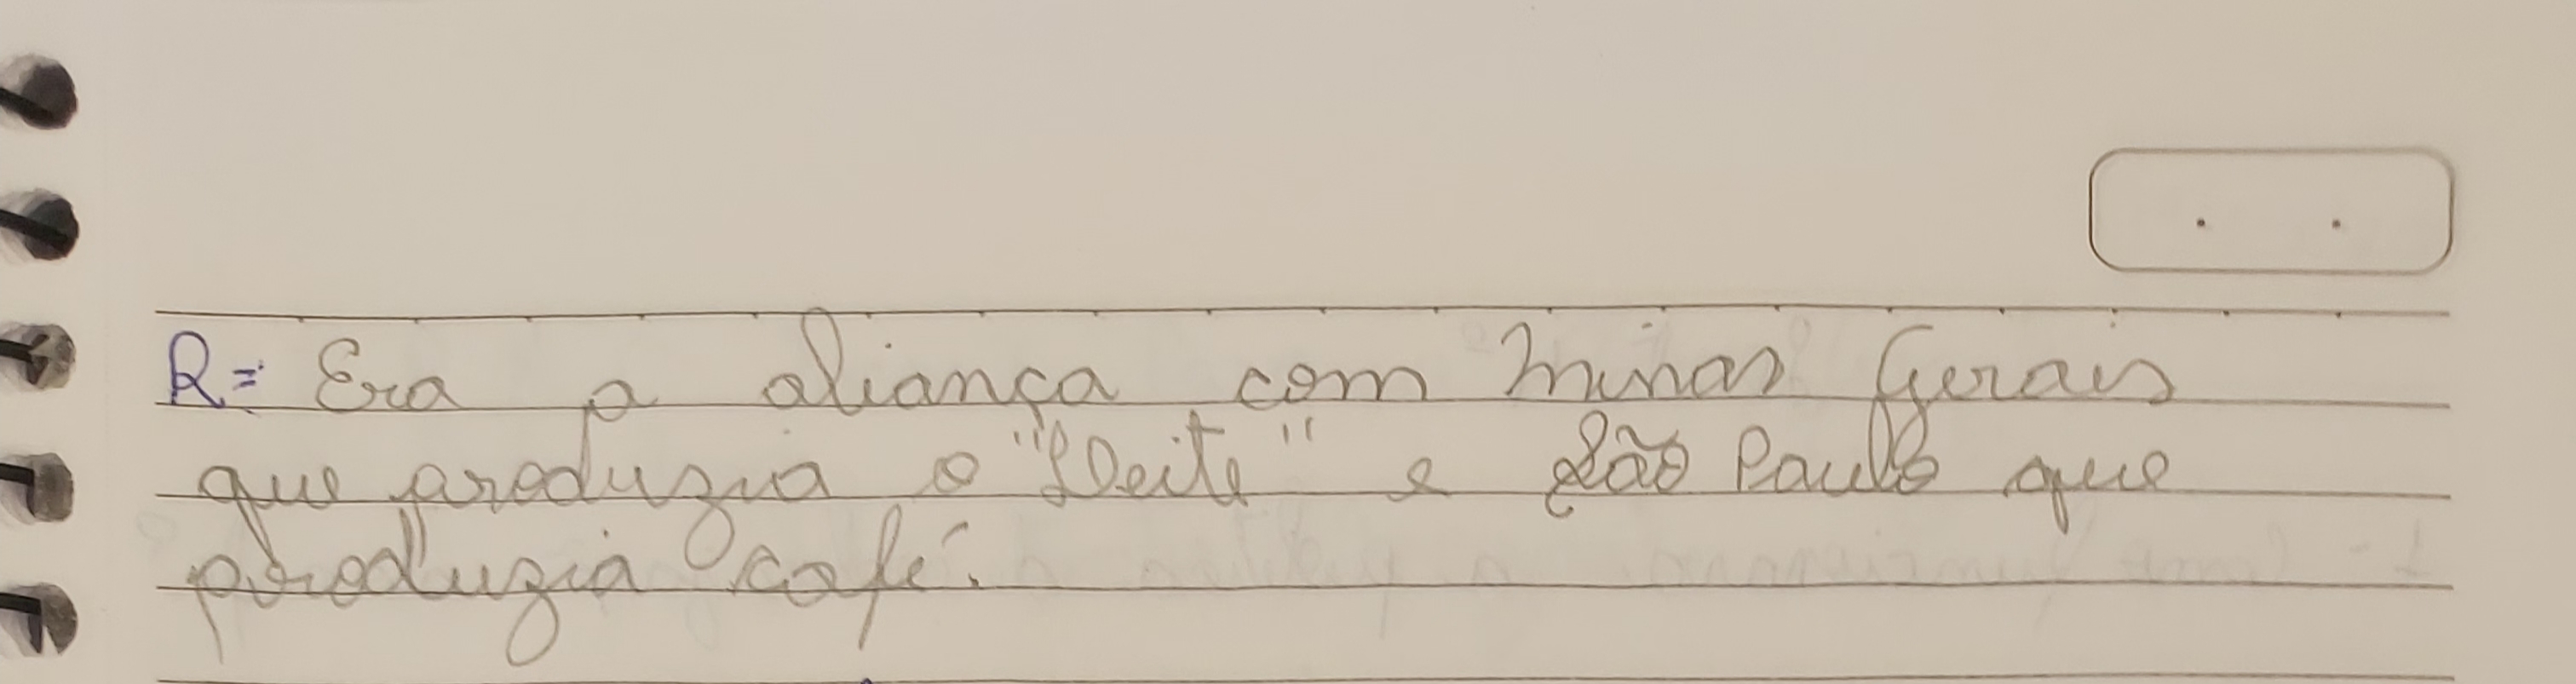 R= Era a aliança com Minas Gerais
que produzia o "Leite" e São Paulo que
produzia café.